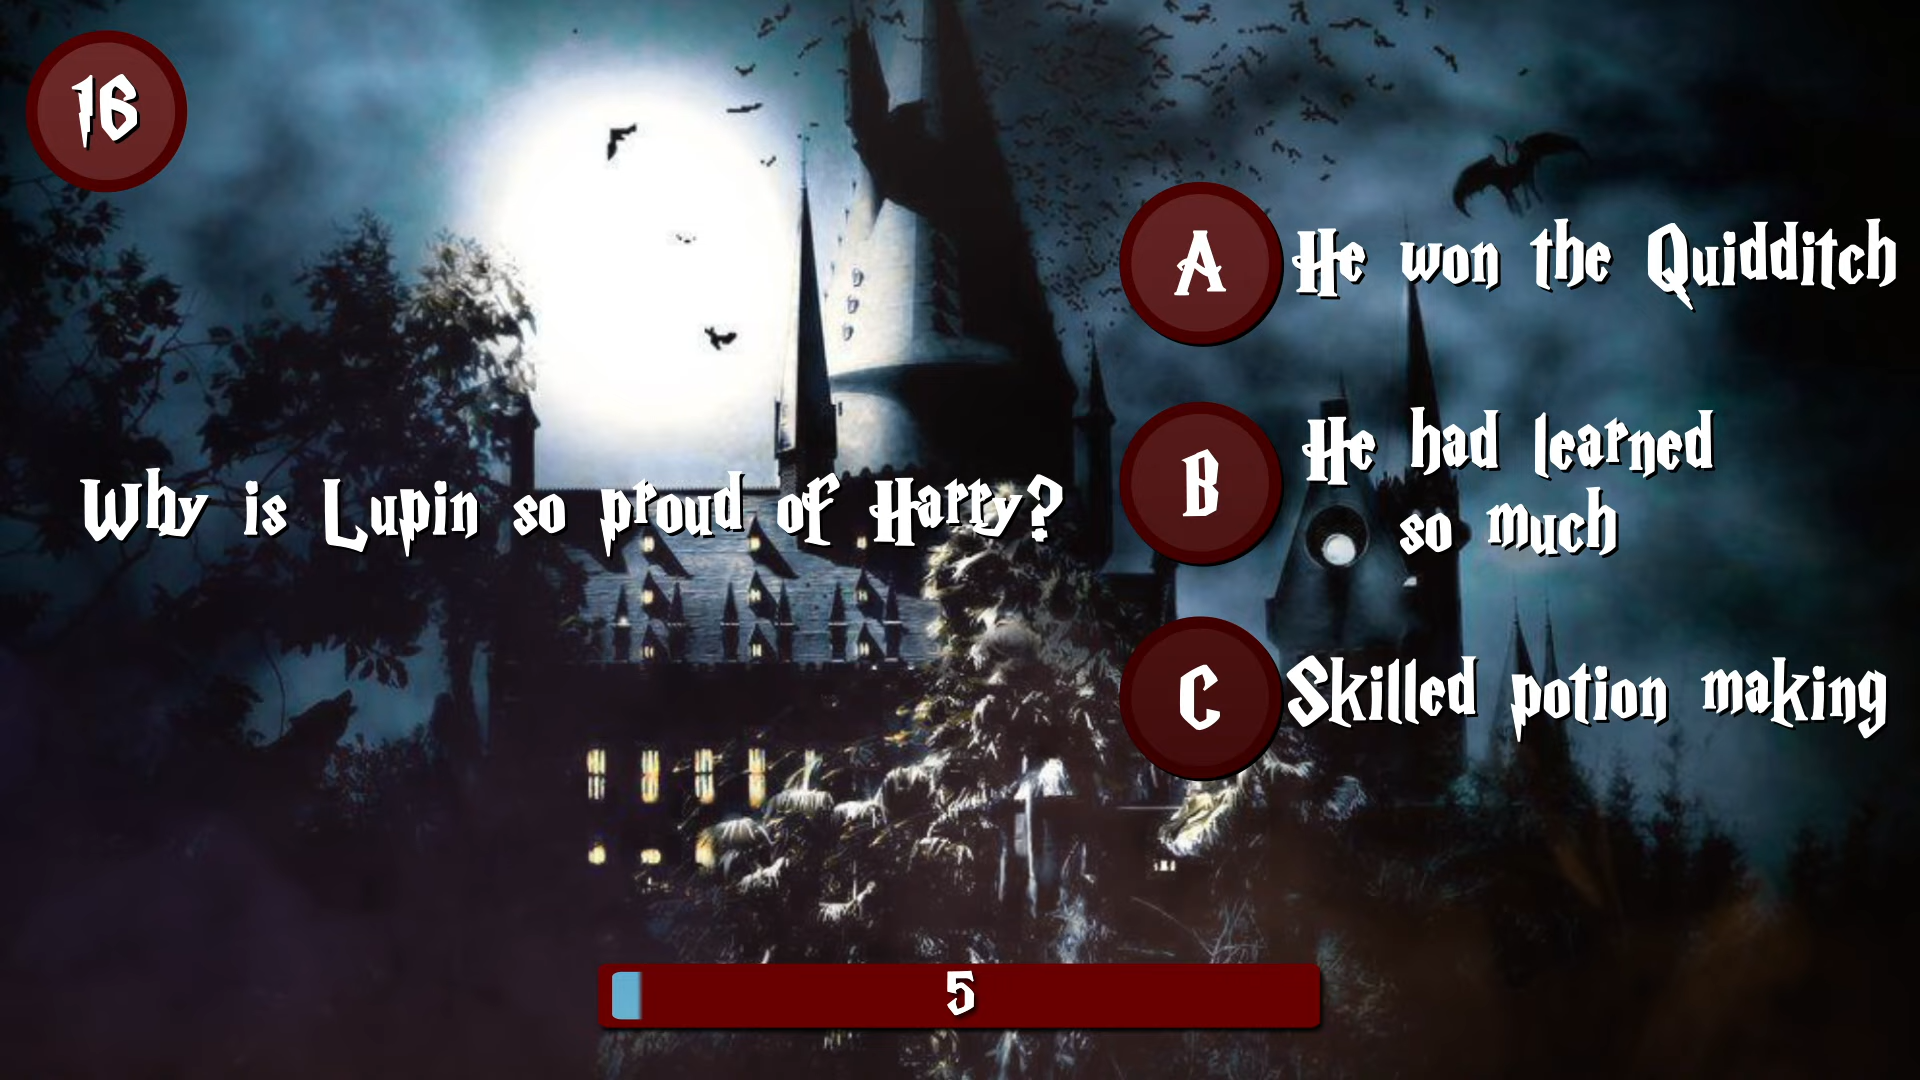 16
Why is Lupin so proud of Harry?
A He won the Quidditch
B He had learned
so much
C Skilled potion making
5